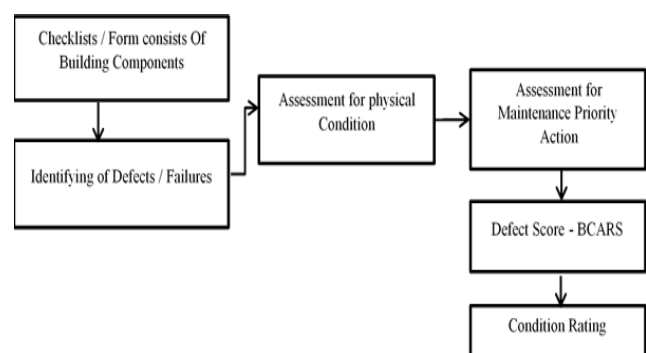 Checklists / Form consists Of
Building Components
Identifying of Defects / Failures
Assessment for physical
Condition
Assessment for
Maintenance Priority
Action
Defect Score - BCARS
Condition Rating